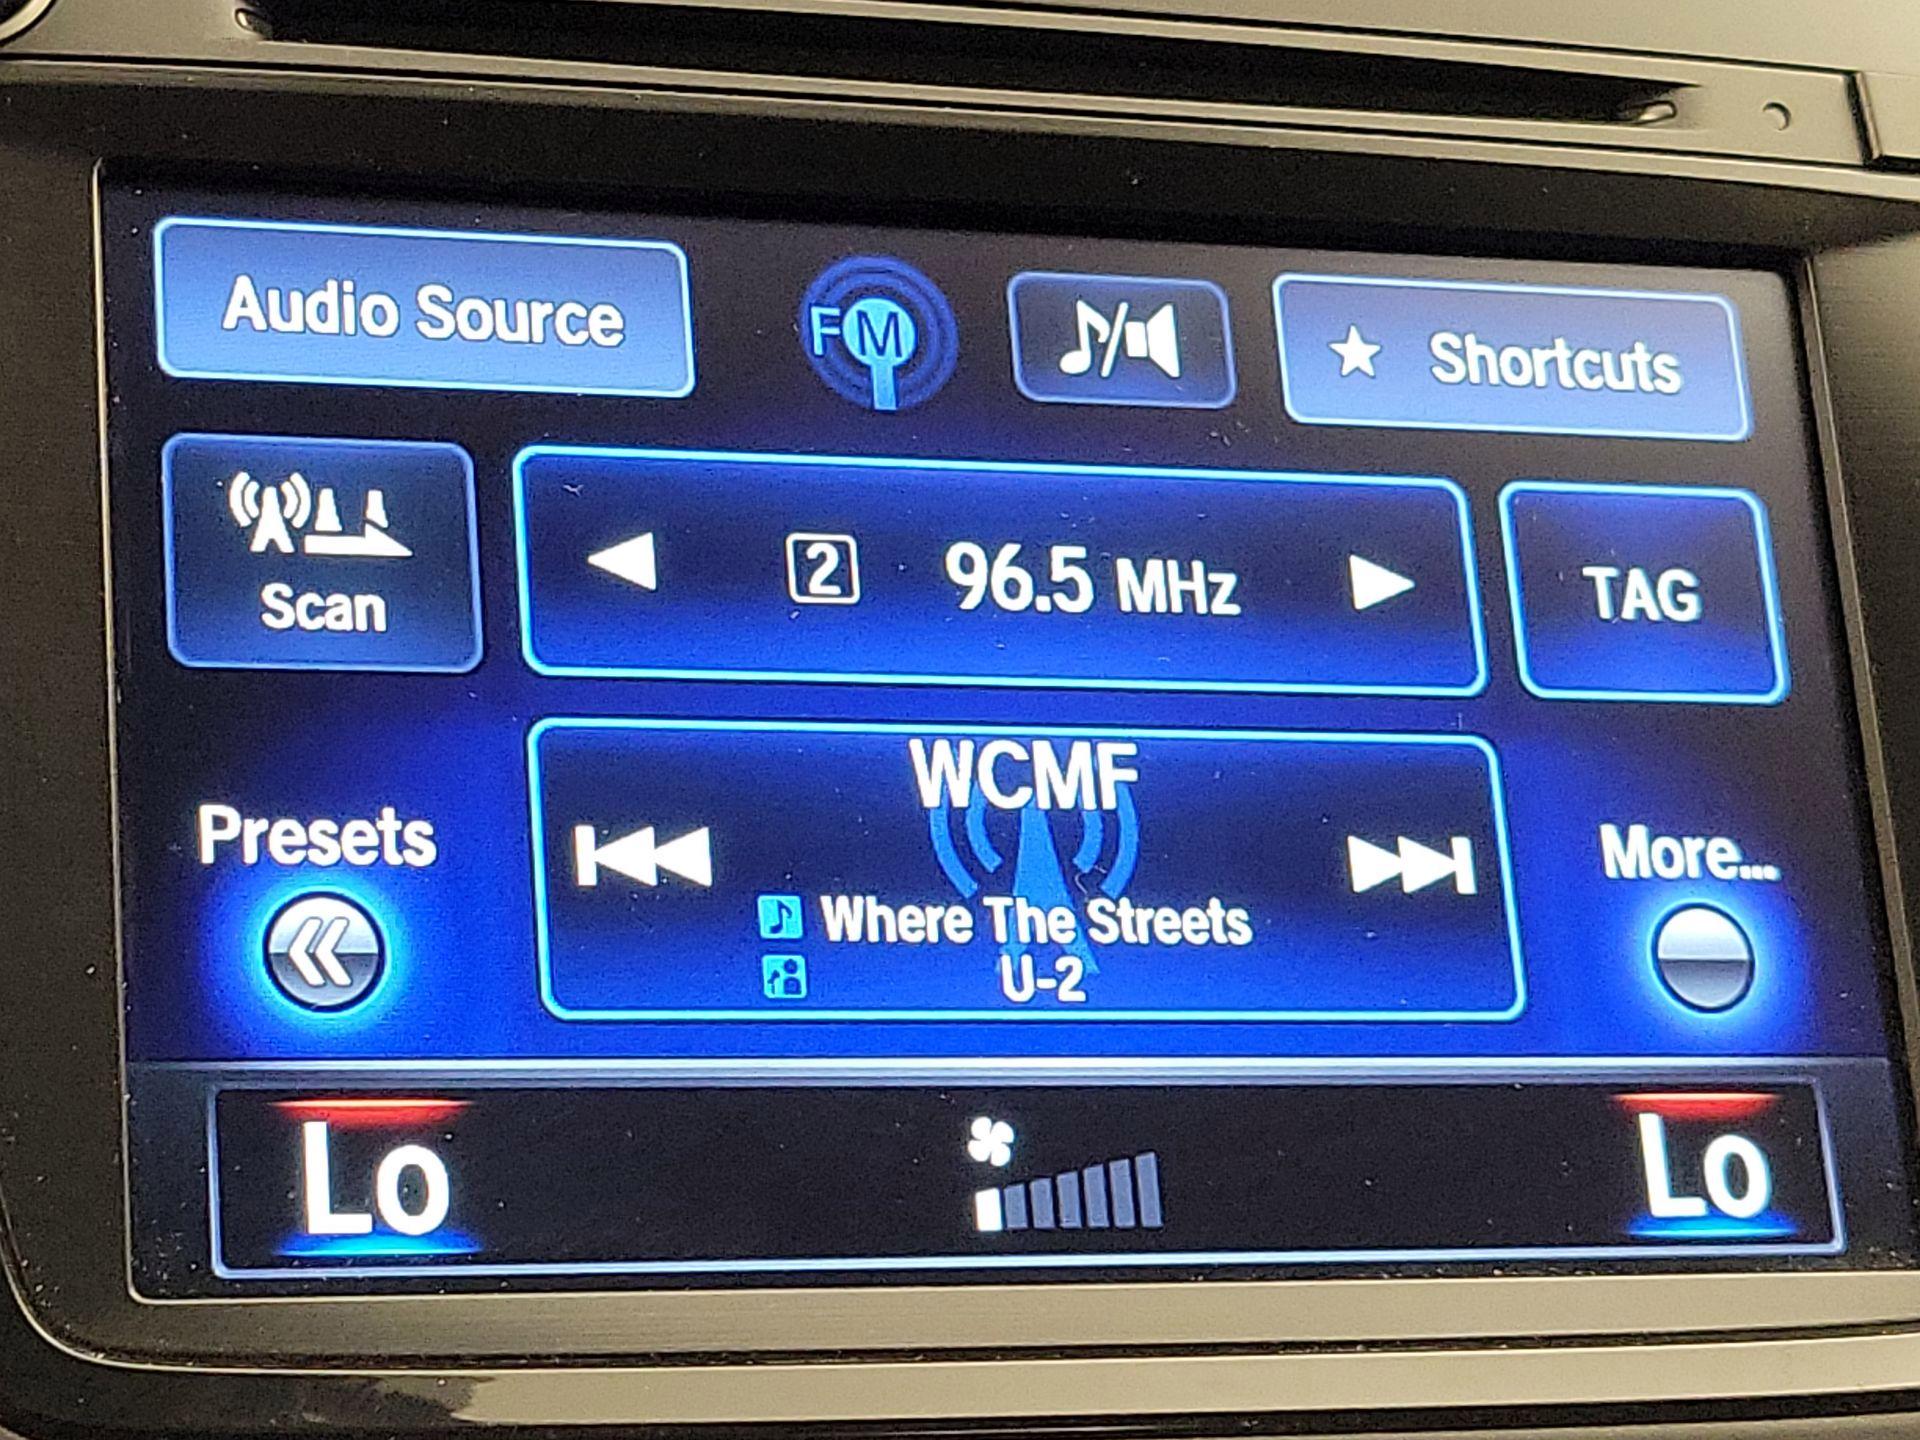 Audio Source
FM
Shortcuts
Scan
2 96.5 MHz
TAG
Presets
WCMF
More...
Where The Streets
U-2
Lo
Lo